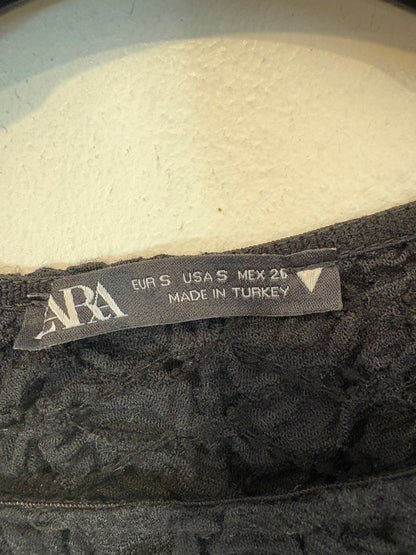 ZARA
EUR S USA S MEX 26
MADE IN TURKEY